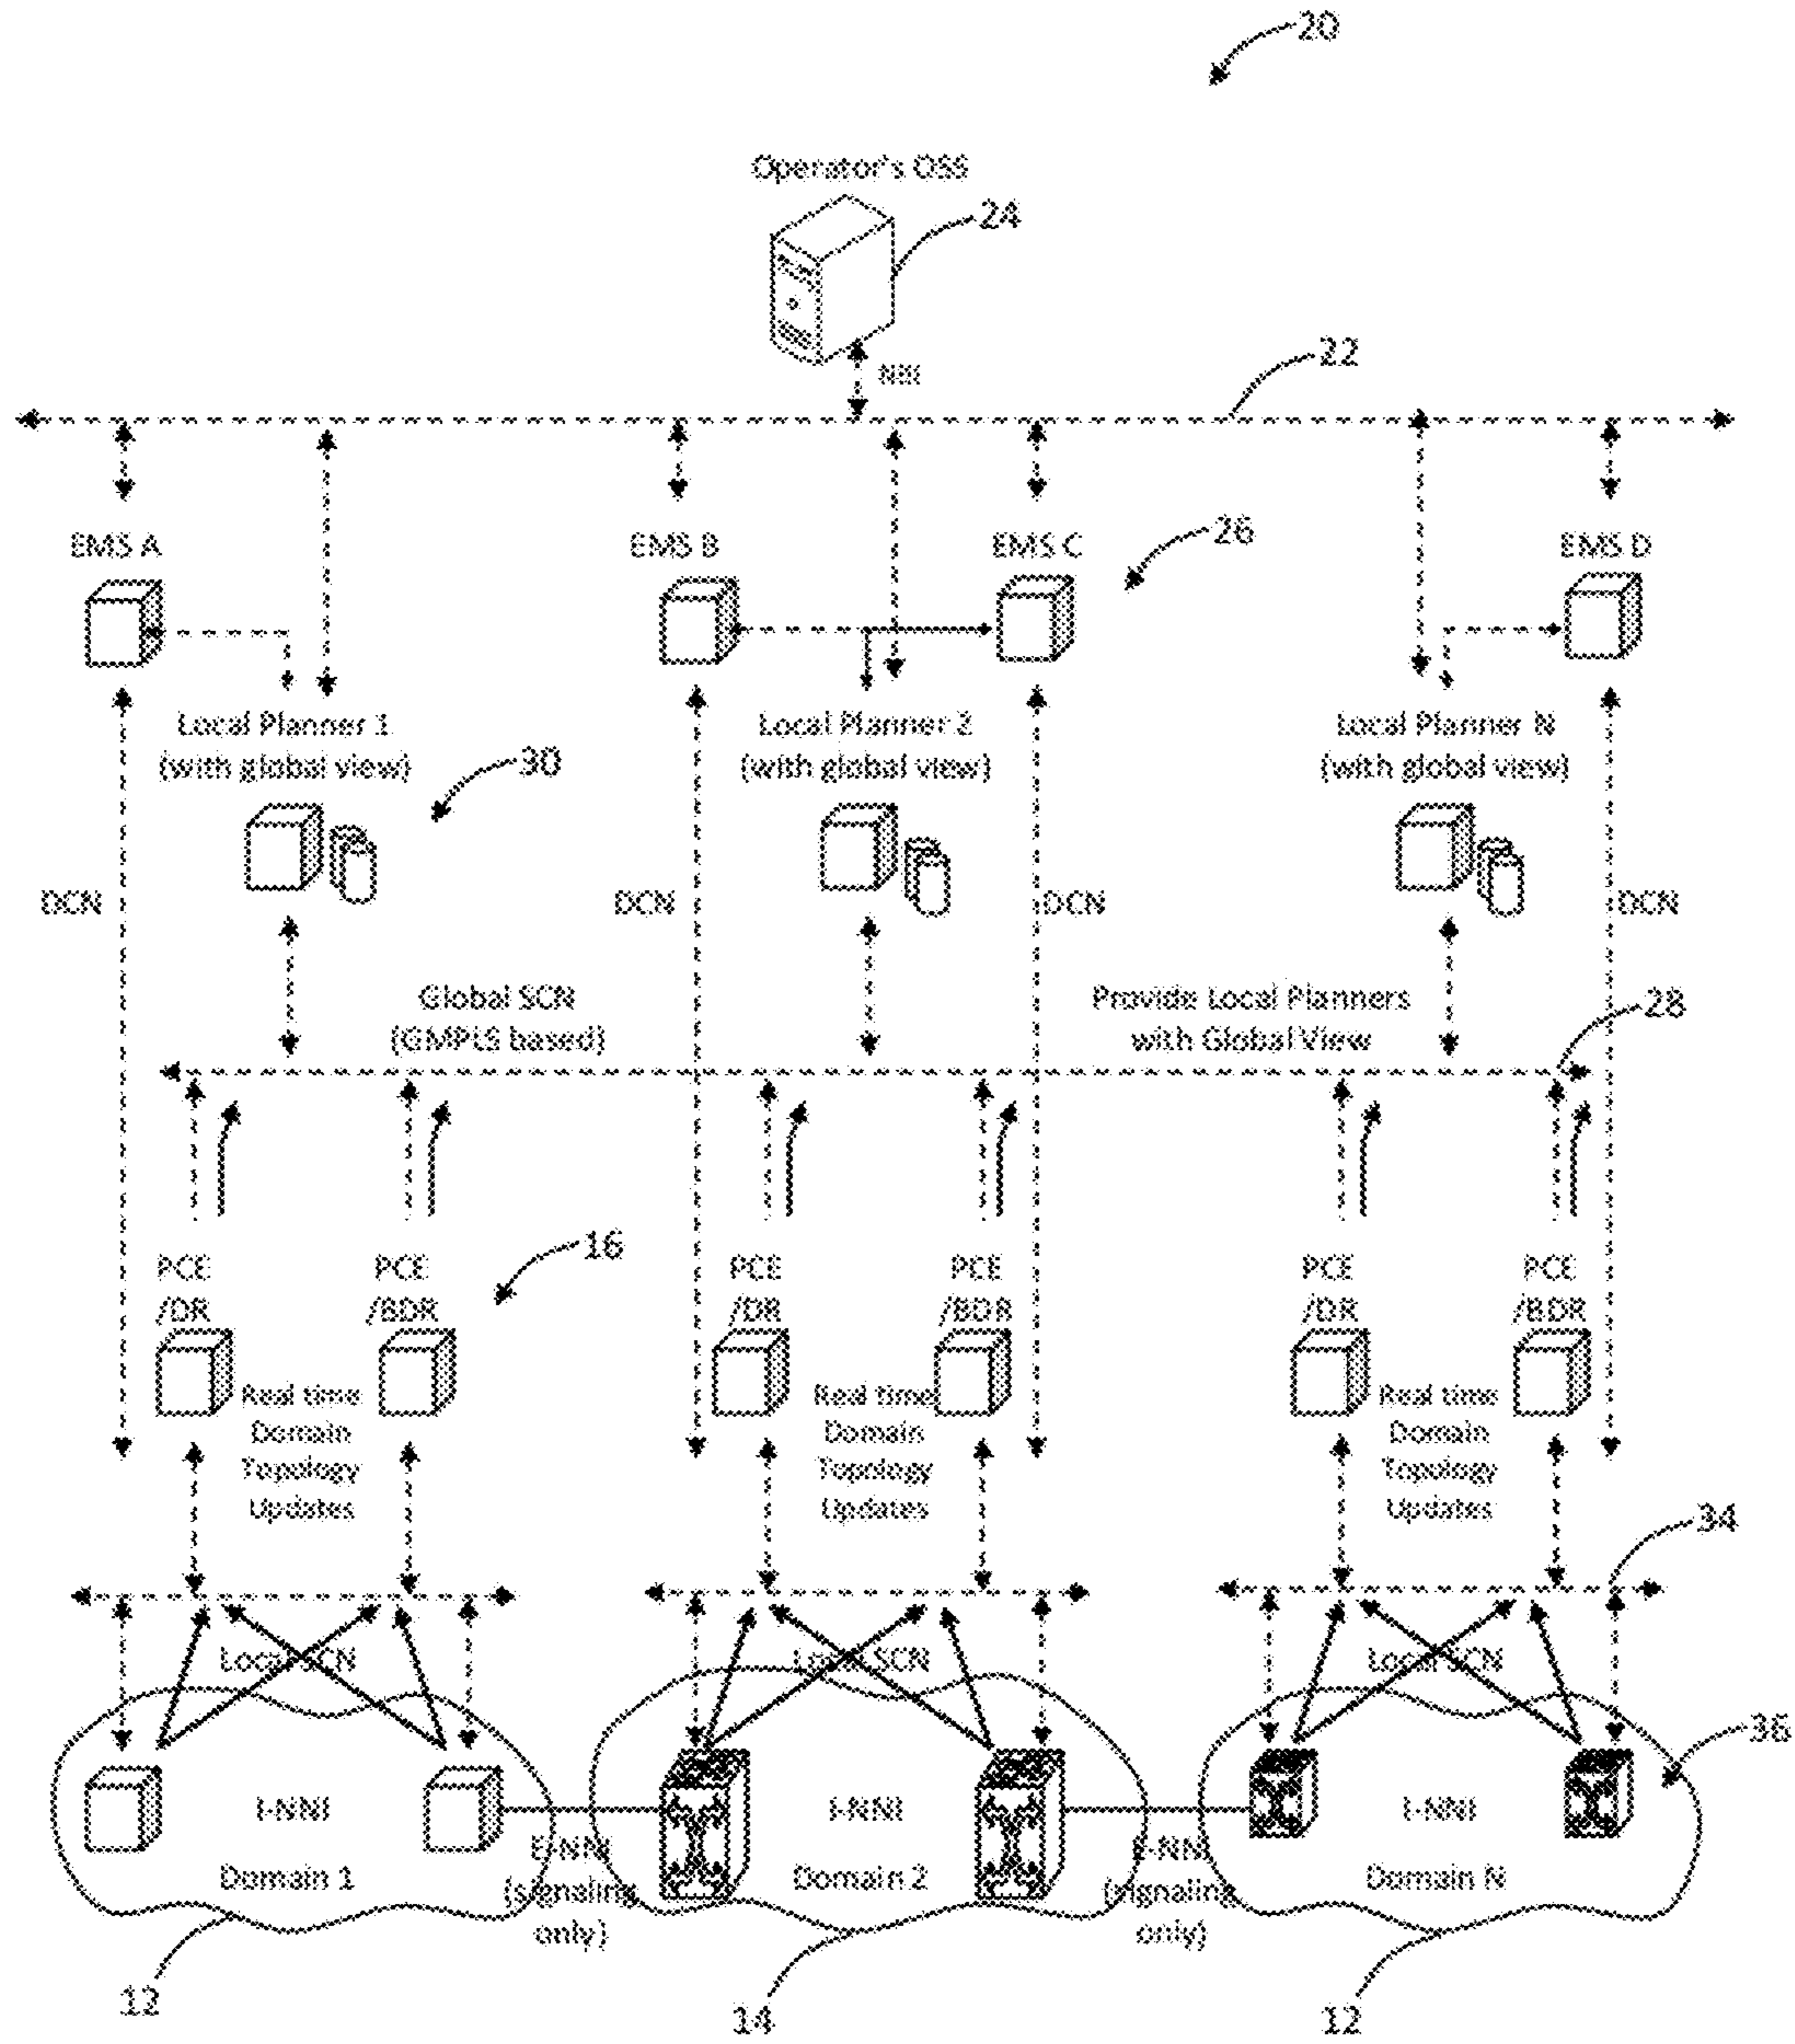 20
Operator's OSS
24
NBI
22
EMS A
EMS B
EMS C
26
EMS D
Local Planner 1
(with global view)
30
Local Planner 2
(with global view)
Local Planner N
(with global view)
DCN
DCN
DCN
DCN
Global SCN
(GMPLS based)
Provide Local Planners
with Global View
28
PCE
/DR
PCE
/BDR
16
PCE
/DR
PCE
/BDR
PCE
/DR
PCE
/BDR
Real time
Domain
Topology
Updates
Real time
Domain
Topology
Updates
Real time
Domain
Topology
Updates
34
Local SCN
Local SCN
Local SCN
36
I-NNI
Domain 1
E-NNI
(signaling
only)
I-NNI
Domain 2
E-NNI
(signaling
only)
I-NNI
Domain N
12
14
12